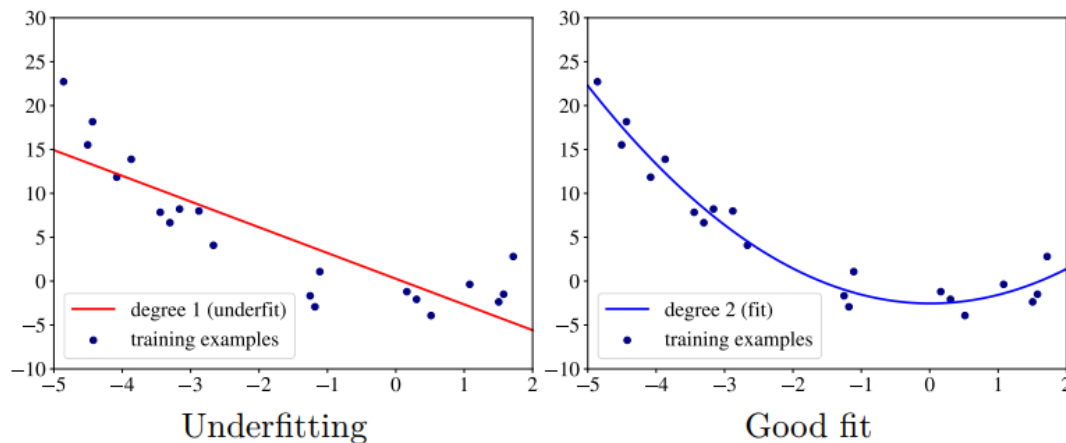 30
25
20
15
10
5
0
−5
−10
−5 −4 −3 −2 −1 0 1 2
degree 1 (underfit)
training examples
Underfitting
30
25
20
15
10
5
0
−5
−10
−5 −4 −3 −2 −1 0 1 2
degree 2 (fit)
training examples
Good fit